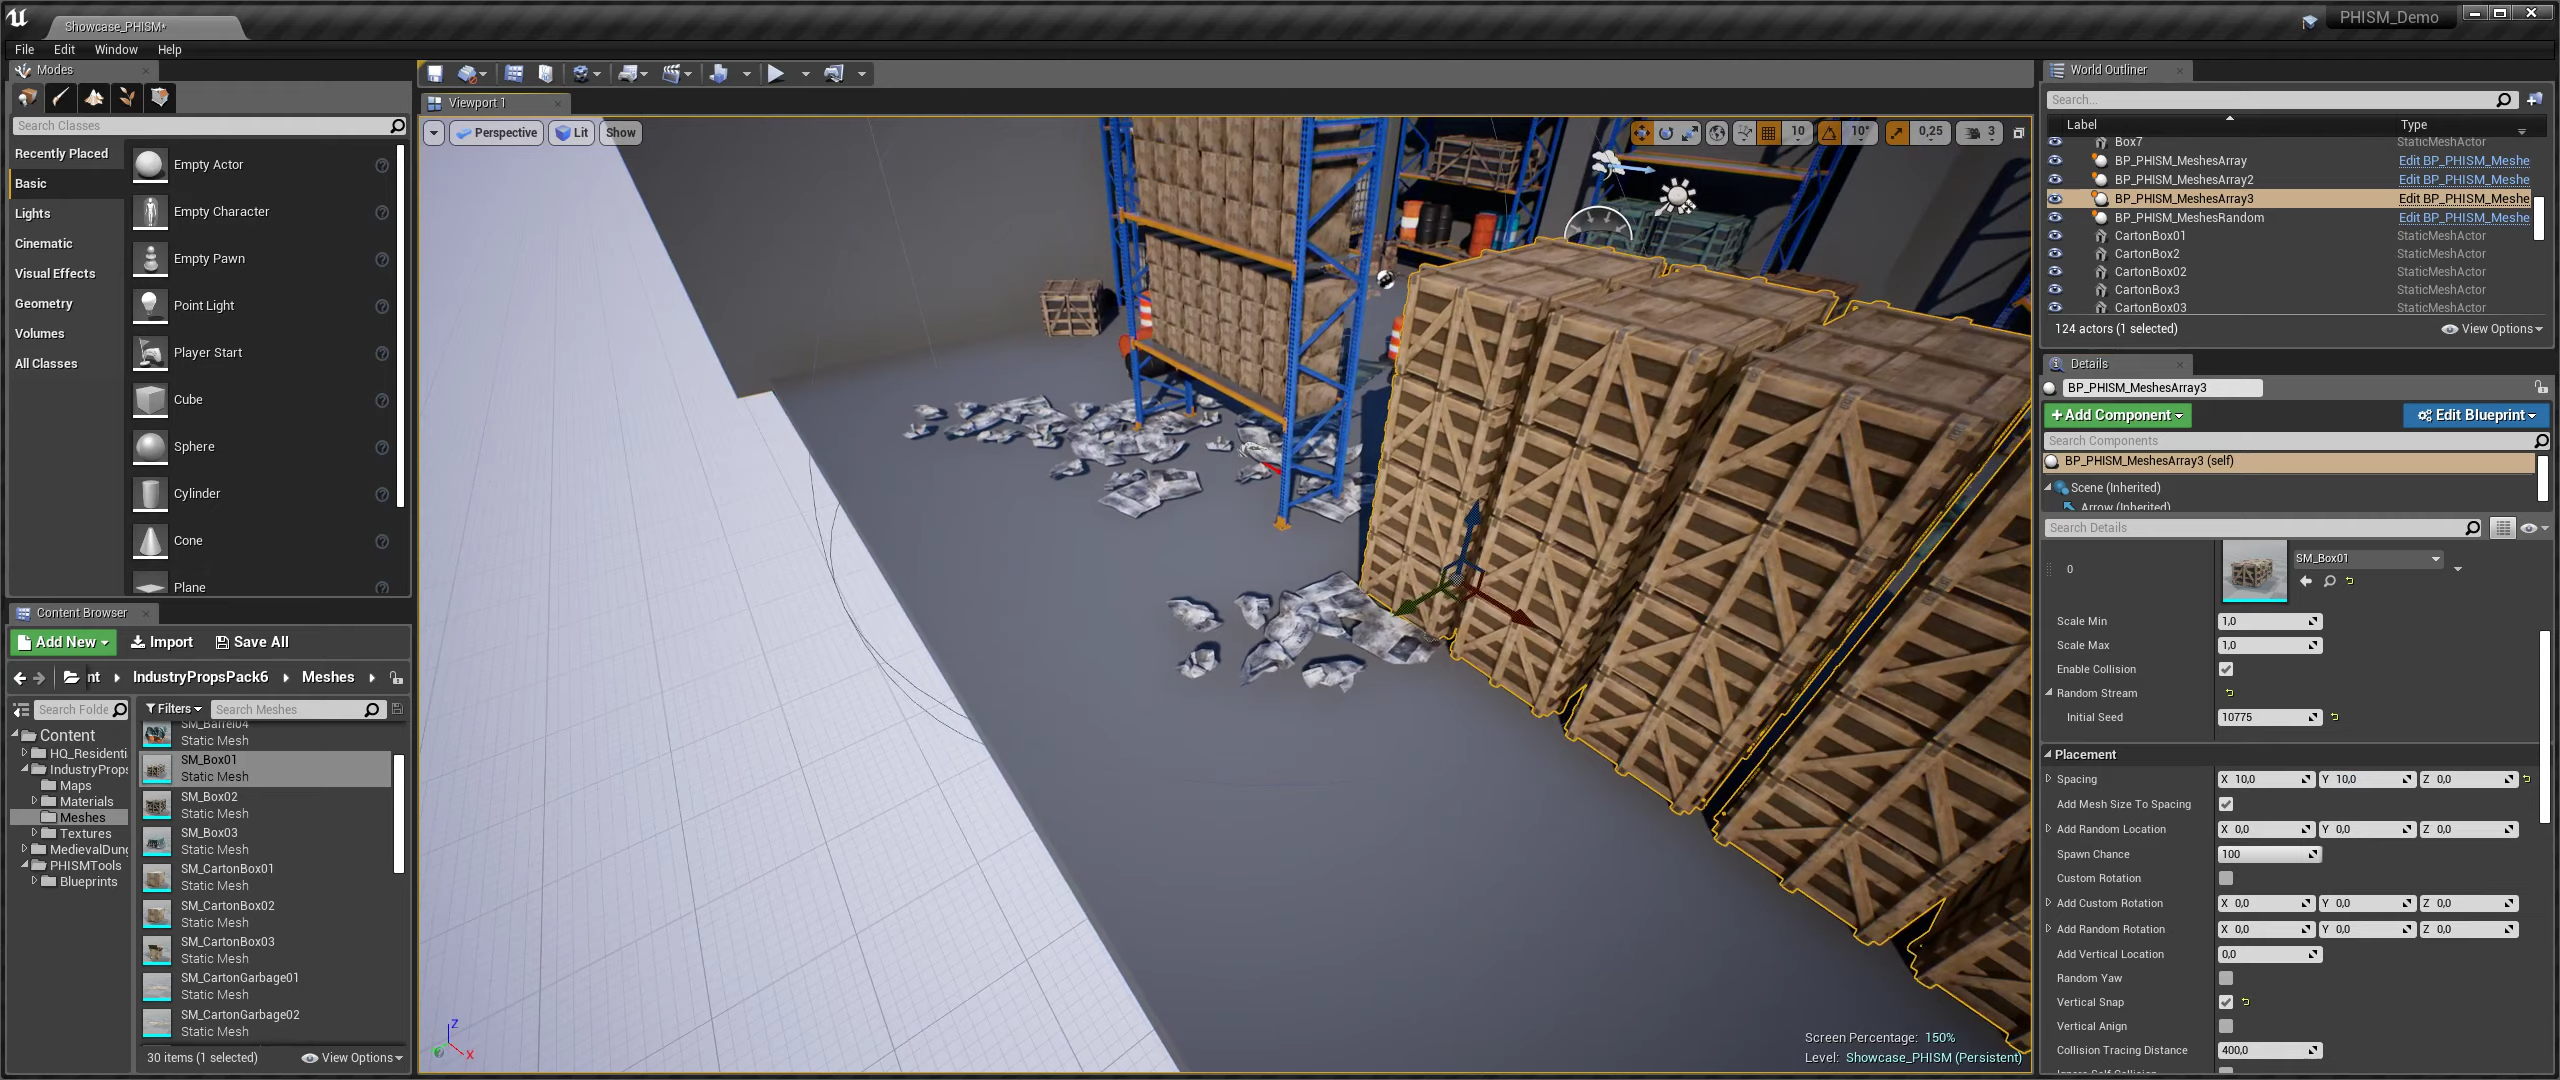 Showcase_PHISM*
PHISM_Demo
File Edit Window Help
Modes
Search Classes
Recently Placed
Basic
Lights
Cinematic
Visual Effects
Geometry
Volumes
All Classes
Empty Actor
Empty Character
Empty Pawn
Point Light
Player Start
Cube
Sphere
Cylinder
Cone
Plane
Content Browser
Add New Import Save All
nt IndustryPropsPack6 Meshes
Search Folde
Filters Search Meshes
Content
HQ_Residenti
IndustryProps
Maps
Materials
Meshes
Textures
MedievalDung
PHISMTools
Blueprints
SM_Barrel04
Static Mesh
SM_Box01
Static Mesh
SM_Box02
Static Mesh
SM_Box03
Static Mesh
SM_CartonBox01
Static Mesh
SM_CartonBox02
Static Mesh
SM_CartonBox03
Static Mesh
SM_CartonGarbage01
Static Mesh
SM_CartonGarbage02
Static Mesh
30 items (1 selected) View Options
Viewport 1
Perspective Lit Show
10 10° 0,25 3
Z
X
Screen Percentage: 150%
Level: Showcase_PHISM (Persistent)
World Outliner
Search...
Label Type
Box7 StaticMeshActor
BP_PHISM_MeshesArray Edit BP_PHISM_Meshe
BP_PHISM_MeshesArray2 Edit BP_PHISM_Meshe
BP_PHISM_MeshesArray3 Edit BP_PHISM_Meshe
BP_PHISM_MeshesRandom Edit BP_PHISM_Meshe
CartonBox01 StaticMeshActor
CartonBox2 StaticMeshActor
CartonBox02 StaticMeshActor
CartonBox3 StaticMeshActor
CartonBox03 StaticMeshActor
124 actors (1 selected) View Options
Details
BP_PHISM_MeshesArray3
+Add Component Edit Blueprint
Search Components
BP_PHISM_MeshesArray3 (self)
Scene (Inherited)
Arrow (Inherited)
Search Details
0 SM_Box01
Scale Min 1,0
Scale Max 1,0
Enable Collision
Random Stream
Initial Seed 10775
Placement
Spacing X 10,0 Y 10,0 Z 0,0
Add Mesh Size To Spacing
Add Random Location X 0,0 Y 0,0 Z 0,0
Spawn Chance 100
Custom Rotation
Add Custom Rotation X 0,0 Y 0,0 Z 0,0
Add Random Rotation X 0,0 Y 0,0 Z 0,0
Add Vertical Location 0,0
Random Yaw
Vertical Snap
Vertical Anign
Collision Tracing Distance 400,0
Ignore Self Collision